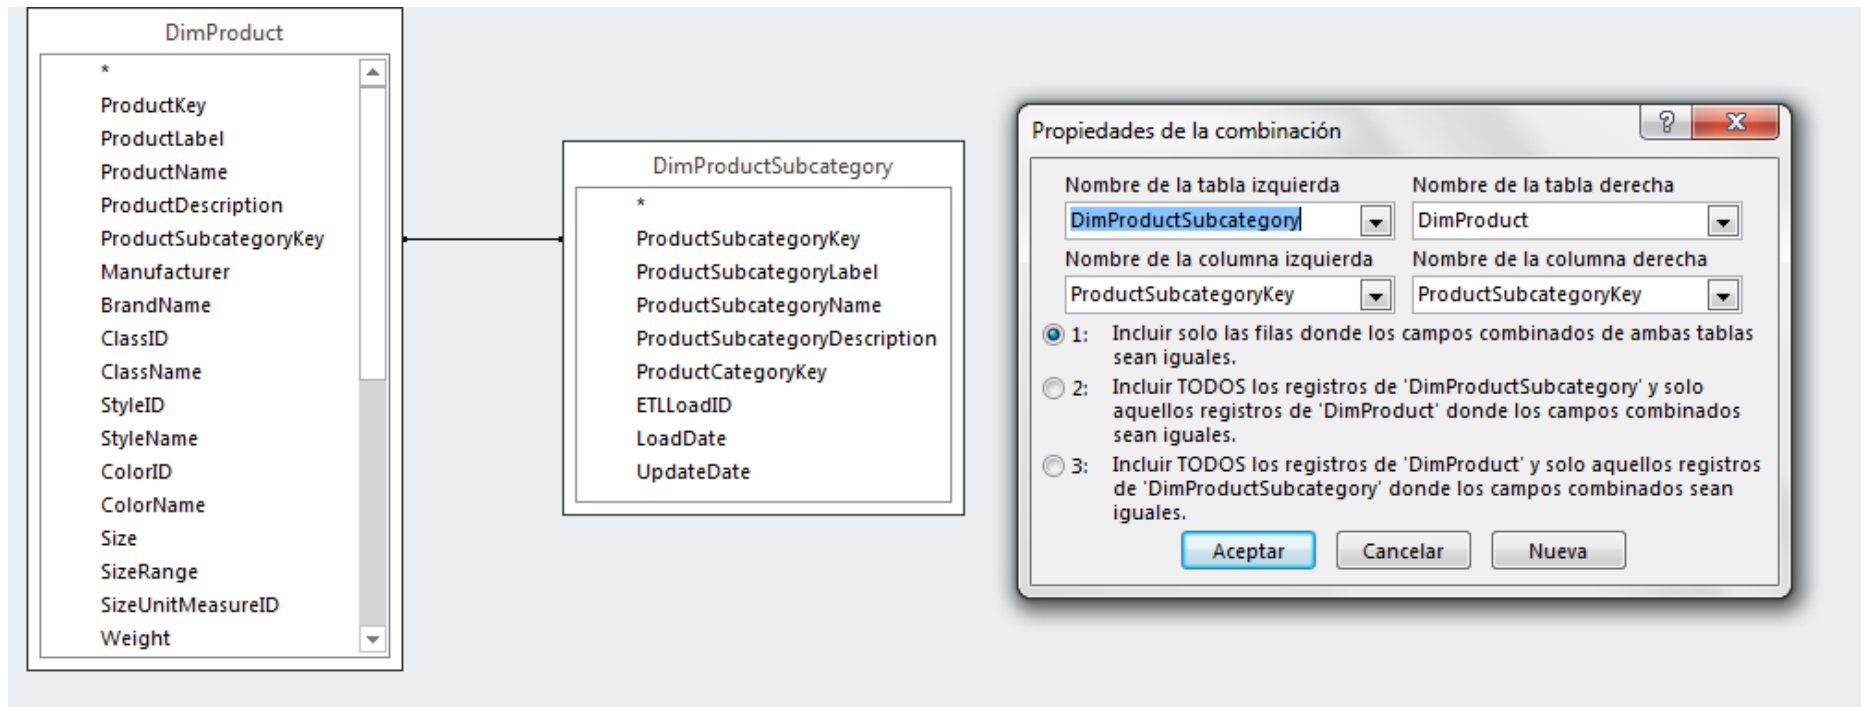 DimProduct
*
ProductKey
ProductLabel
ProductName
ProductDescription
ProductSubcategoryKey
Manufacturer
BrandName
ClassID
ClassName
StyleID
StyleName
ColorID
ColorName
Size
SizeRange
SizeUnitMeasureID
Weight
DimProductSubcategory
*
ProductSubcategoryKey
ProductSubcategoryLabel
ProductSubcategoryName
ProductSubcategoryDescription
ProductCategoryKey
ETLLoadID
LoadDate
UpdateDate
Propiedades de la combinación
Nombre de la tabla izquierda Nombre de la tabla derecha
DimProductSubcategory DimProduct
Nombre de la columna izquierda Nombre de la columna derecha
ProductSubcategoryKey ProductSubcategoryKey
1: Incluir solo las filas donde los campos combinados de ambas tablas
sean iguales.
2: Incluir TODOS los registros de 'DimProductSubcategory' y solo
aquellos registros de 'DimProduct' donde los campos combinados
sean iguales.
3: Incluir TODOS los registros de 'DimProduct' y solo aquellos registros
de 'DimProductSubcategory' donde los campos combinados sean
iguales.
Aceptar Cancelar Nueva